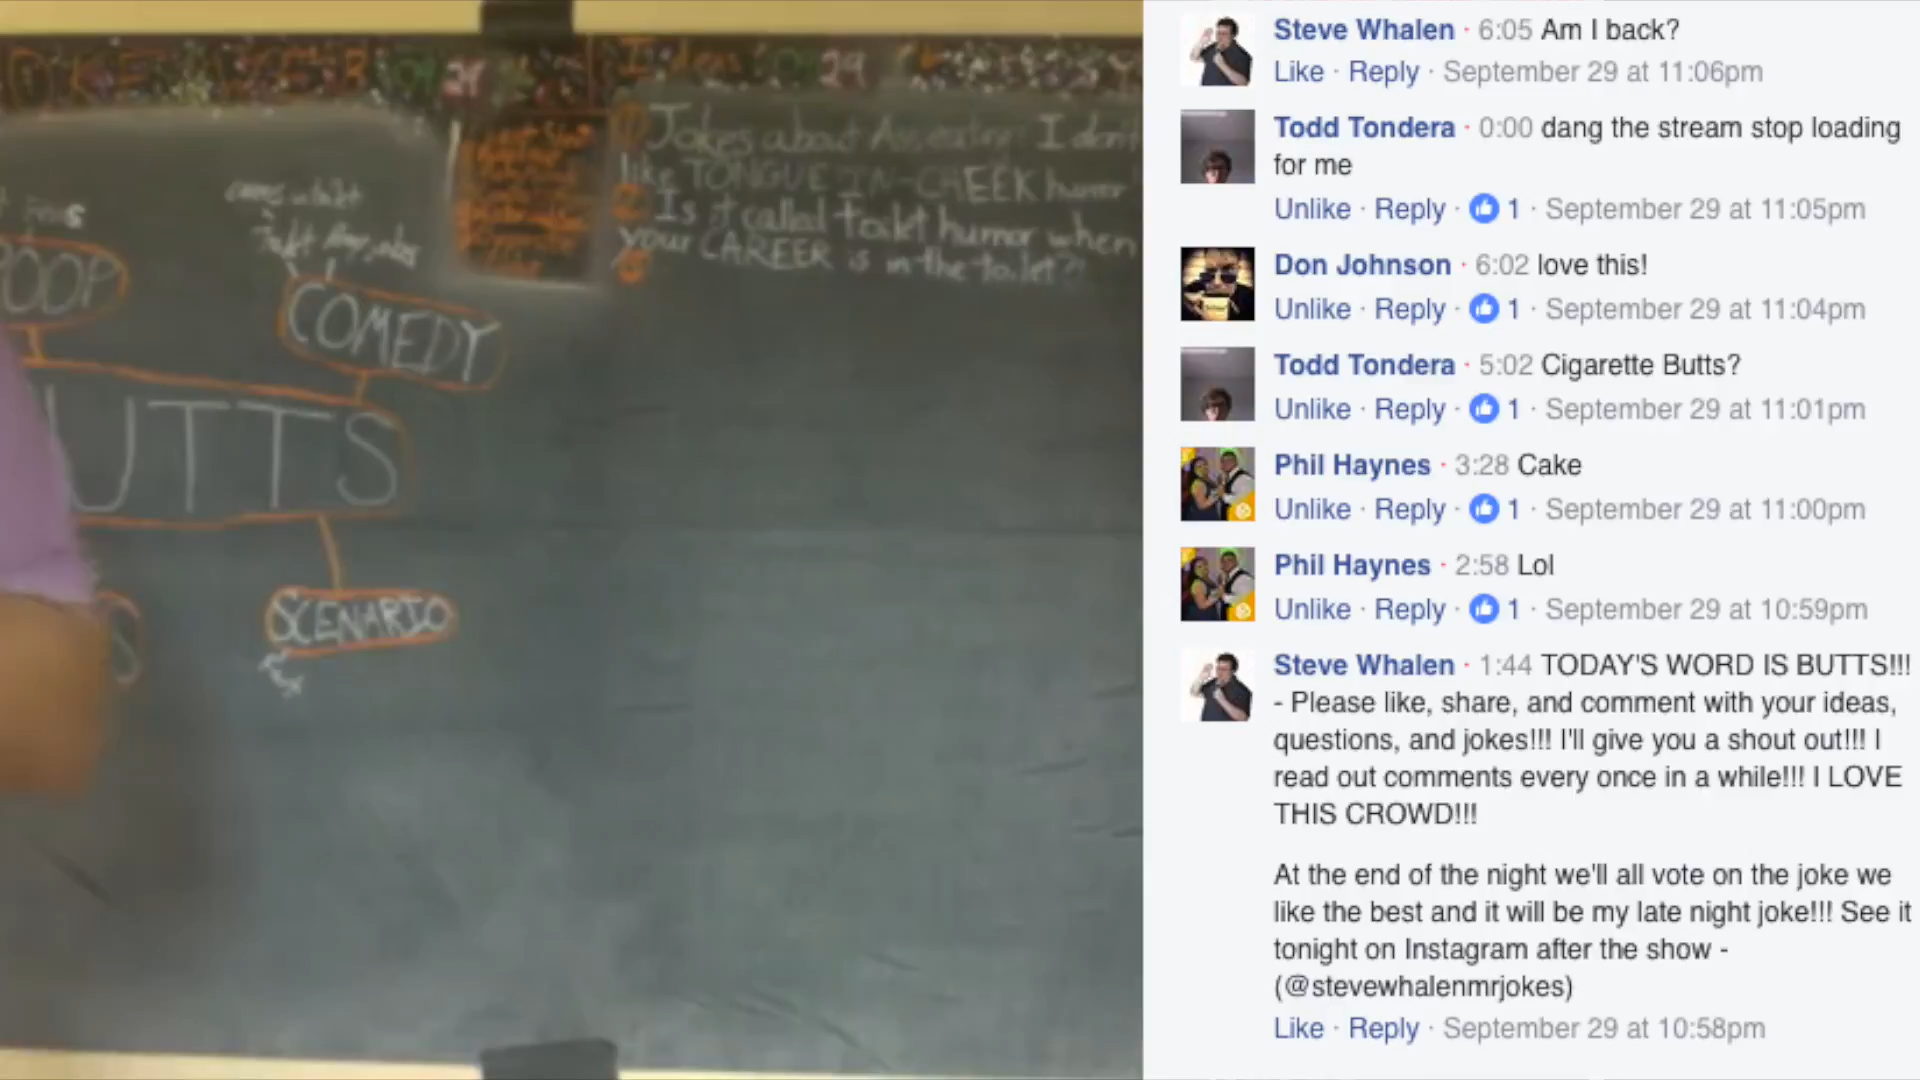 Ideas
29
Jokes about
I don't
like TONGUE IN-CHEEK humor
2 Is it called toilet humor when
your CAREER is in the toilet?
OOP
COMEDY
UTTS
SCENARIO
Steve Whalen · 6:05 Am I back?
Like · Reply · September 29 at 11:06pm
Todd Tondera · 0:00 dang the stream stop loading
for me
Unlike · Reply · 1 · September 29 at 11:05pm
Don Johnson · 6:02 love this!
Unlike · Reply · 1 · September 29 at 11:04pm
Todd Tondera · 5:02 Cigarette Butts?
Unlike · Reply · 1 · September 29 at 11:01pm
Phil Haynes · 3:28 Cake
Unlike · Reply · 1 · September 29 at 11:00pm
Phil Haynes · 2:58 Lol
Unlike · Reply · 1 · September 29 at 10:59pm
Steve Whalen · 1:44 TODAY'S WORD IS BUTTS!!!
- Please like, share, and comment with your ideas,
questions, and jokes!!! I'll give you a shout out!!! I
read out comments every once in a while!!! I LOVE
THIS CROWD!!!
At the end of the night we'll all vote on the joke we
like the best and it will be my late night joke!!! See it
tonight on Instagram after the show -
(@stevewhalenmrjokes)
Like · Reply · September 29 at 10:58pm